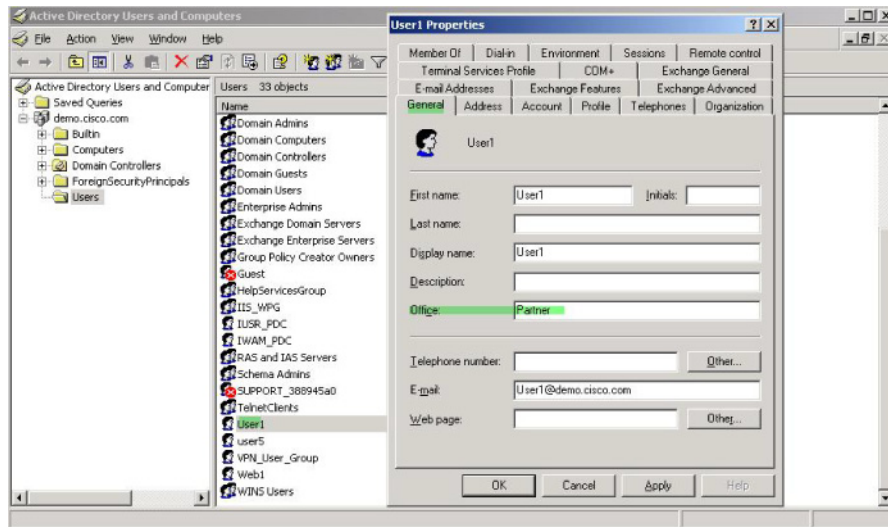 Active Directory Users and Computers
File Action View Window Help
Active Directory Users and Computer
Saved Queries
demo.cisco.com
Builtin
Computers
Domain Controllers
ForeignSecurityPrincipals
Users
Users 33 objects
Name
Domain Admins
Domain Computers
Domain Controllers
Domain Guests
Domain Users
Enterprise Admins
Exchange Domain Servers
Exchange Enterprise Servers
Group Policy Creator Owners
Guest
HelpServicesGroup
IIS_WPG
IUSR_PDC
IWAM_PDC
RAS and IAS Servers
Schema Admins
SUPPORT_388945a0
TelnetClients
User1
user5
VPN_User_Group
Web1
WINS Users
User1 Properties
Member Of Dial-in Environment Sessions Remote control
Terminal Services Profile COM+ Exchange General
E-mail Addresses Exchange Features Exchange Advanced
General Address Account Profile Telephones Organization
User1
First name: User1 Initials:
Last name:
Display name: User1
Description:
Office: Partner
Telephone number: Other...
E-mail: User1@demo.cisco.com
Web page: Other...
OK Cancel Apply Help